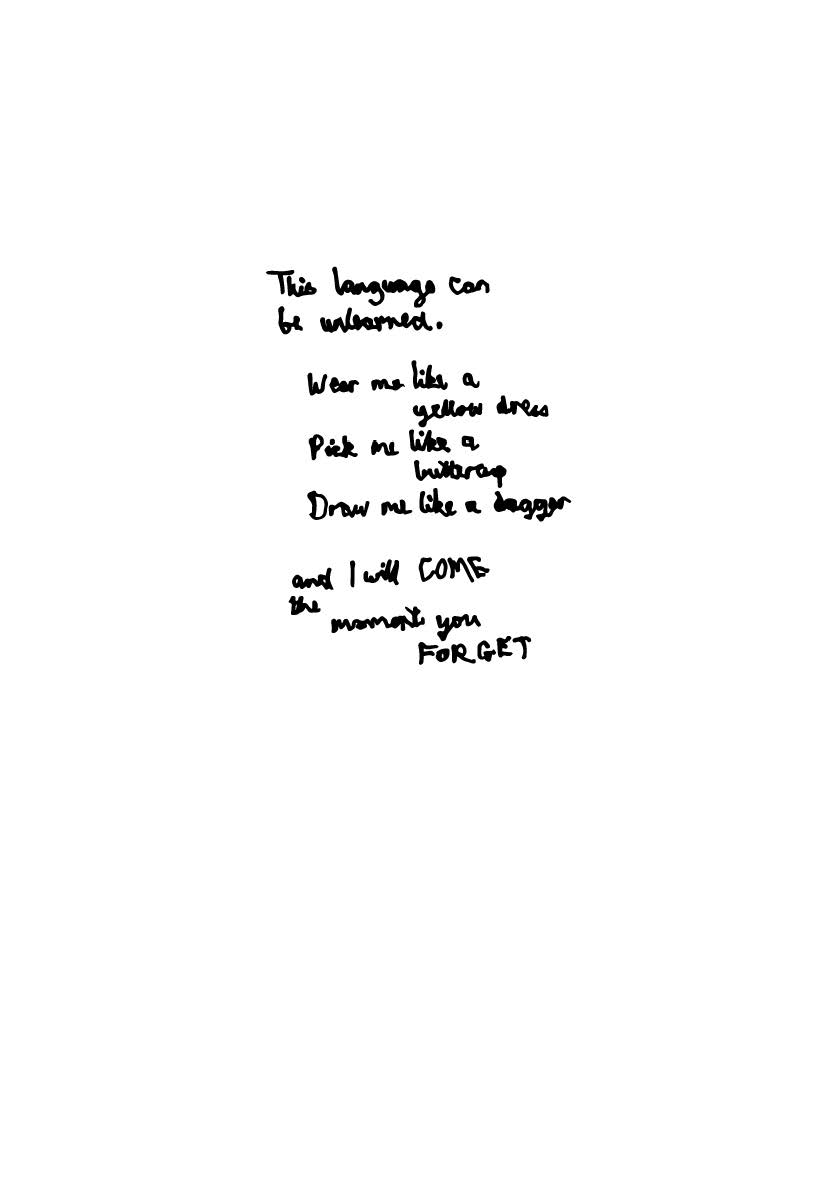 This language can
be unlearned.
Wear me like a
yellow dress
Pick me like a
buttercup
Draw me like a dagger
and I will COME
the
moment you
FORGET